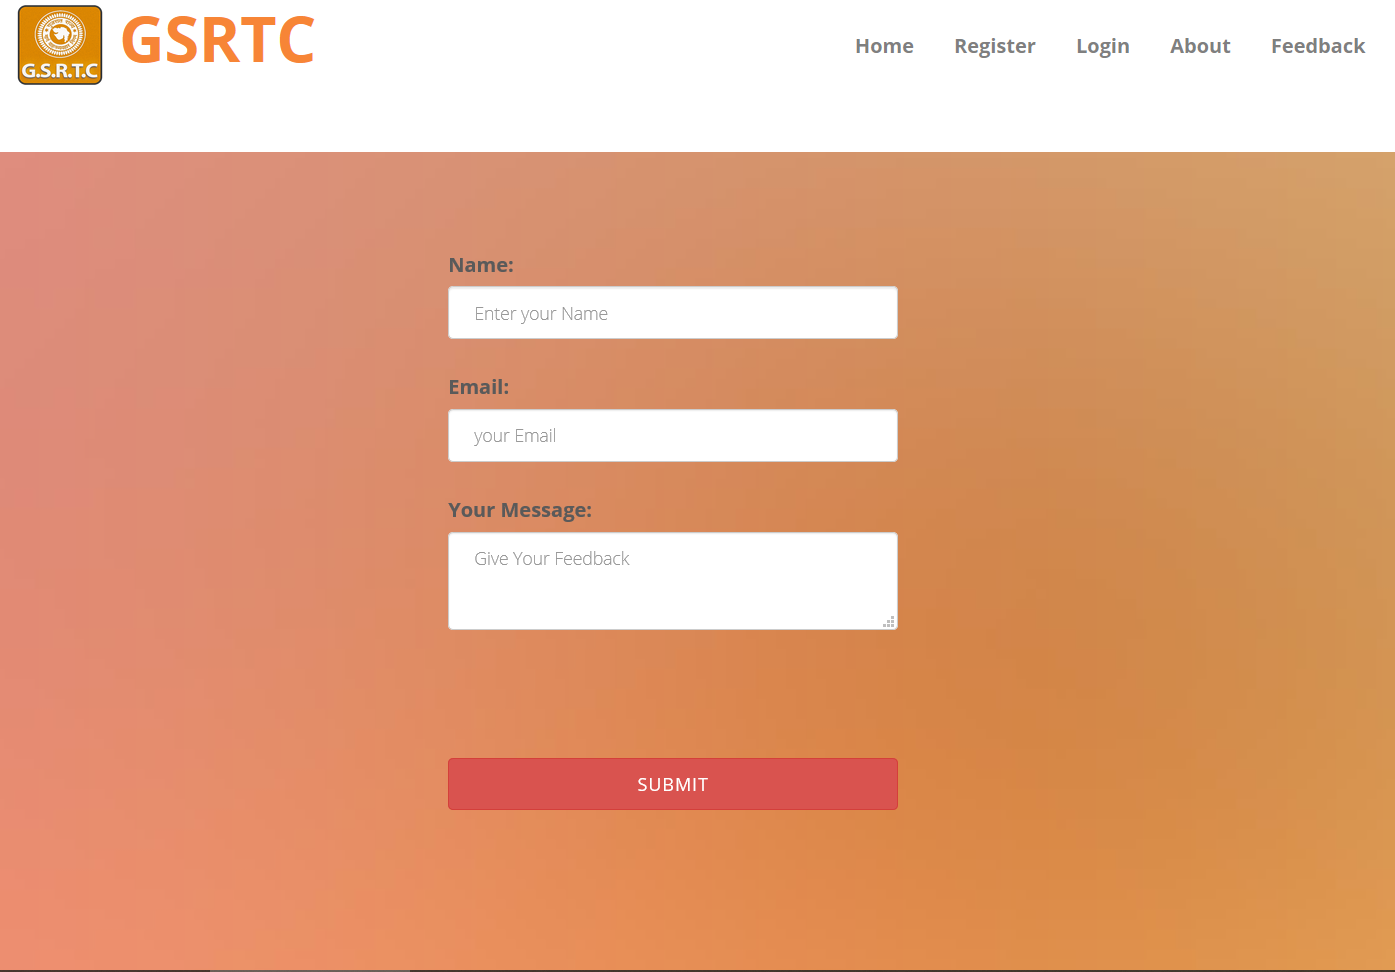 G.S.R.T.C
GSRTC
Home Register Login About Feedback
Name:
Enter your Name
Email:
your Email
Your Message:
Give Your Feedback
SUBMIT